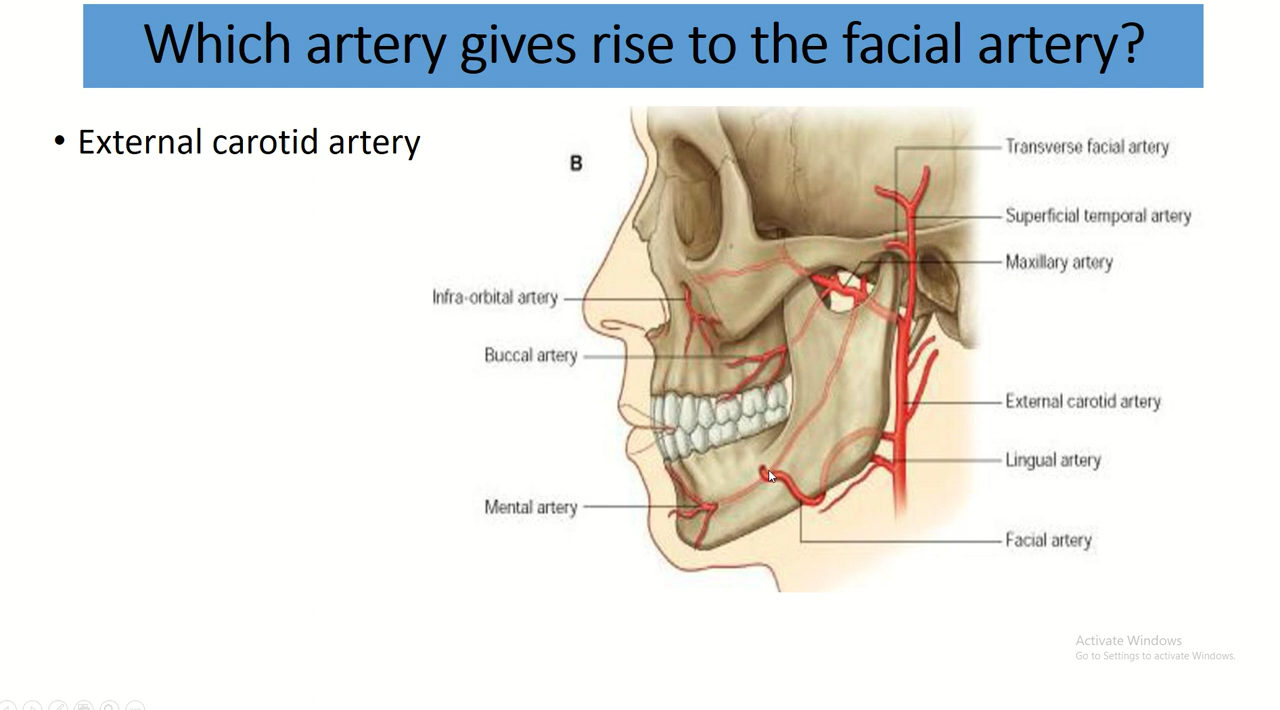 Which artery gives rise to the facial artery?
• External carotid artery
B
Transverse facial artery
Superficial temporal artery
Maxillary artery
Infra-orbital artery
Buccal artery
External carotid artery
Lingual artery
Mental artery
Facial artery
Activate Windows
Go to Settings to activate Windows.